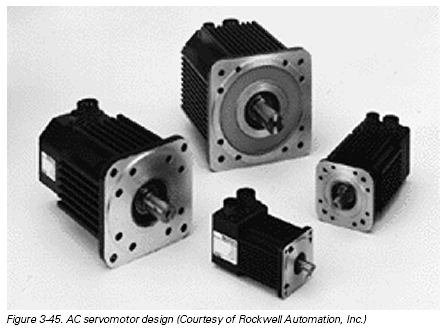 Figure 3-45. AC servomotor design (Courtesy of Rockwell Automation, Inc.)